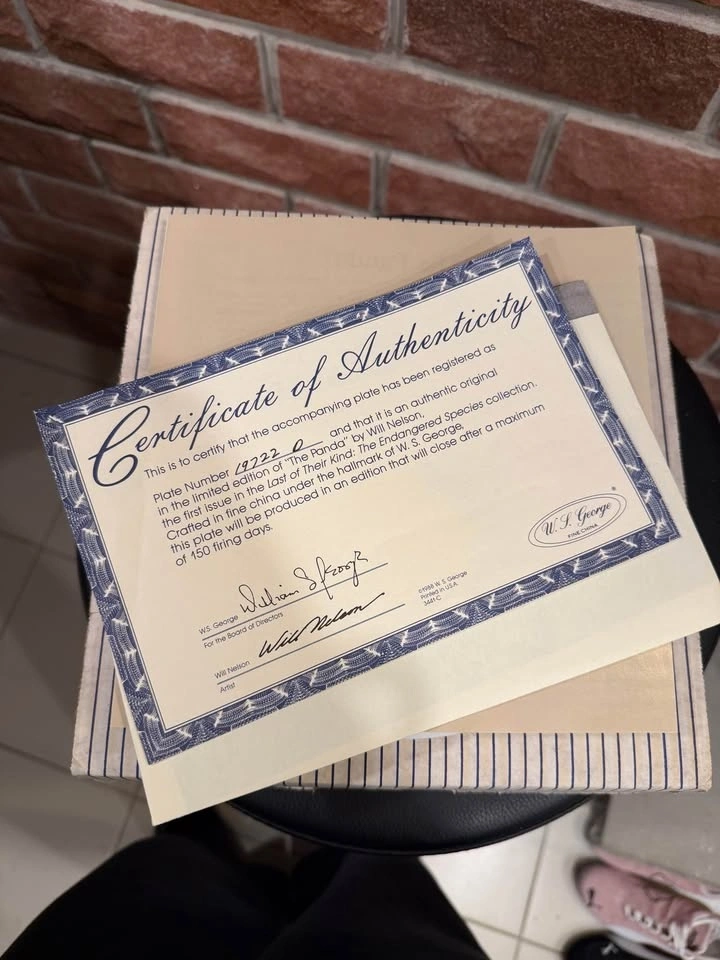 Certificate of Authenticity
This is to certify that the accompanying plate has been registered as
Plate Number 19722 D and that it is an authentic original
in the limited edition of "The Panda" by Will Nelson,
the first issue in the Last of Their Kind: The Endangered Species collection.
Crafted in fine china under the hallmark of W. S. George,
this plate will be produced in an edition that will close after a maximum
of 150 firing days.
W. S. George ®
FINE CHINA
W.S. George
For the Board of Directors
Will Nelson
Will Nelson
Artist
©1988 W. S. George
Printed in U.S.A.
3441-C